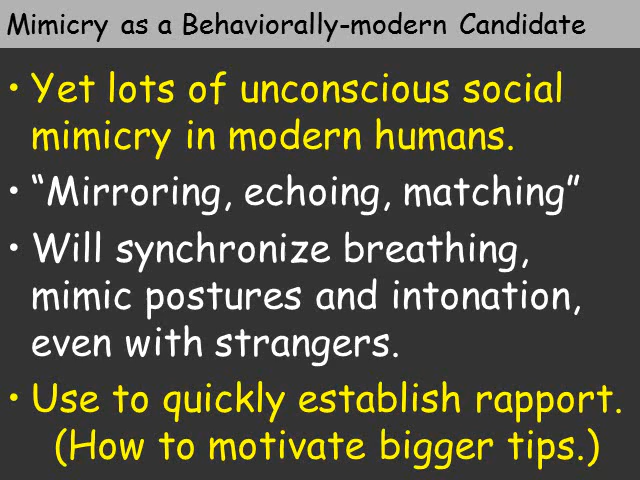 Mimicry as a Behaviorally-modern Candidate
• Yet lots of unconscious social
mimicry in modern humans.
• “Mirroring, echoing, matching”
• Will synchronize breathing,
mimic postures and intonation,
even with strangers.
• Use to quickly establish rapport.
(How to motivate bigger tips.)